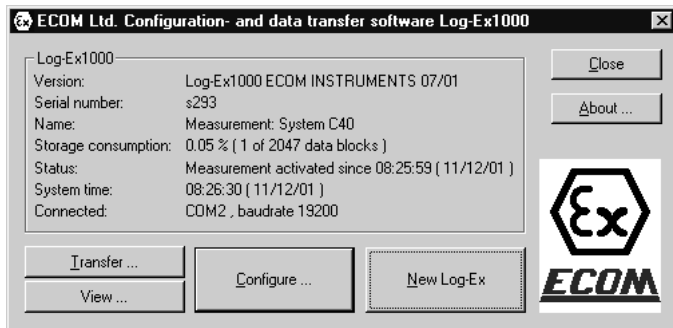 ECOM Ltd. Configuration- and data transfer software Log-Ex1000
Log-Ex1000
Version: Log-Ex1000 ECOM INSTRUMENTS 07/01
Serial number: s293
Name: Measurement: System C40
Storage consumption: 0.05 % ( 1 of 2047 data blocks )
Status: Measurement activated since 08:25:59 ( 11/12/01 )
System time: 08:26:30 ( 11/12/01 )
Connected: COM2 , baudrate 19200
Close
About ...
Transfer ...
View ...
Configure ...
New Log-Ex
Ex
ECOM